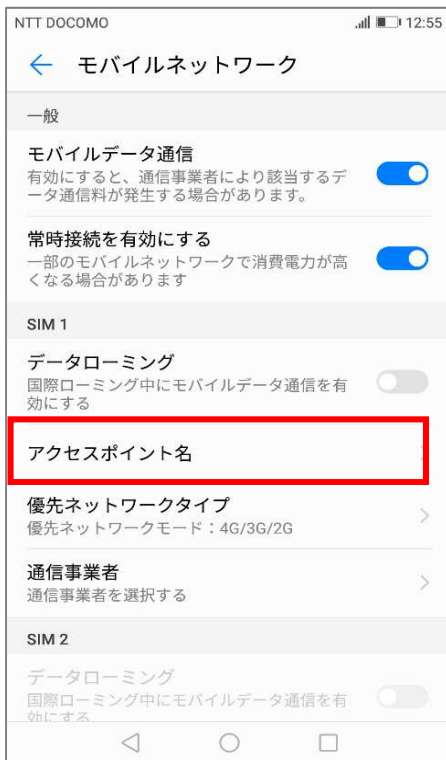 NTT DOCOMO 12:55
モバイルネットワーク
一般
モバイルデータ通信
有効にすると、通信事業者により該当するデ
ータ通信料が発生する場合があります。
常時接続を有効にする
一部のモバイルネットワークで消費電力が高
くなる場合があります
SIM 1
データローミング
国際ローミング中にモバイルデータ通信を有
効にする
アクセスポイント名
優先ネットワークタイプ
優先ネットワークモード：4G/3G/2G
通信事業者
通信事業者を選択する
SIM 2
データローミング
国際ローミング中にモバイルデータ通信を有
効にする